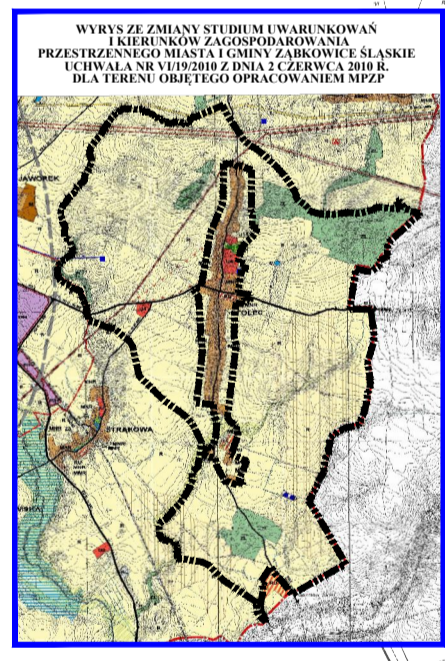 WYRYS ZE ZMIANY STUDIUM UWARUNKOWAŃ
I KIERUNKÓW ZAGOSPODAROWANIA
PRZESTRZENNEGO MIASTA I GMINY ZĄBKOWICE ŚLĄSKIE
UCHWAŁA NR VI/19/2010 Z DNIA 2 CZERWCA 2010 R.
DLA TERENU OBJĘTEGO OPRACOWANIEM MPZP
JAWOREK
TOLEC
STRĄKOWA